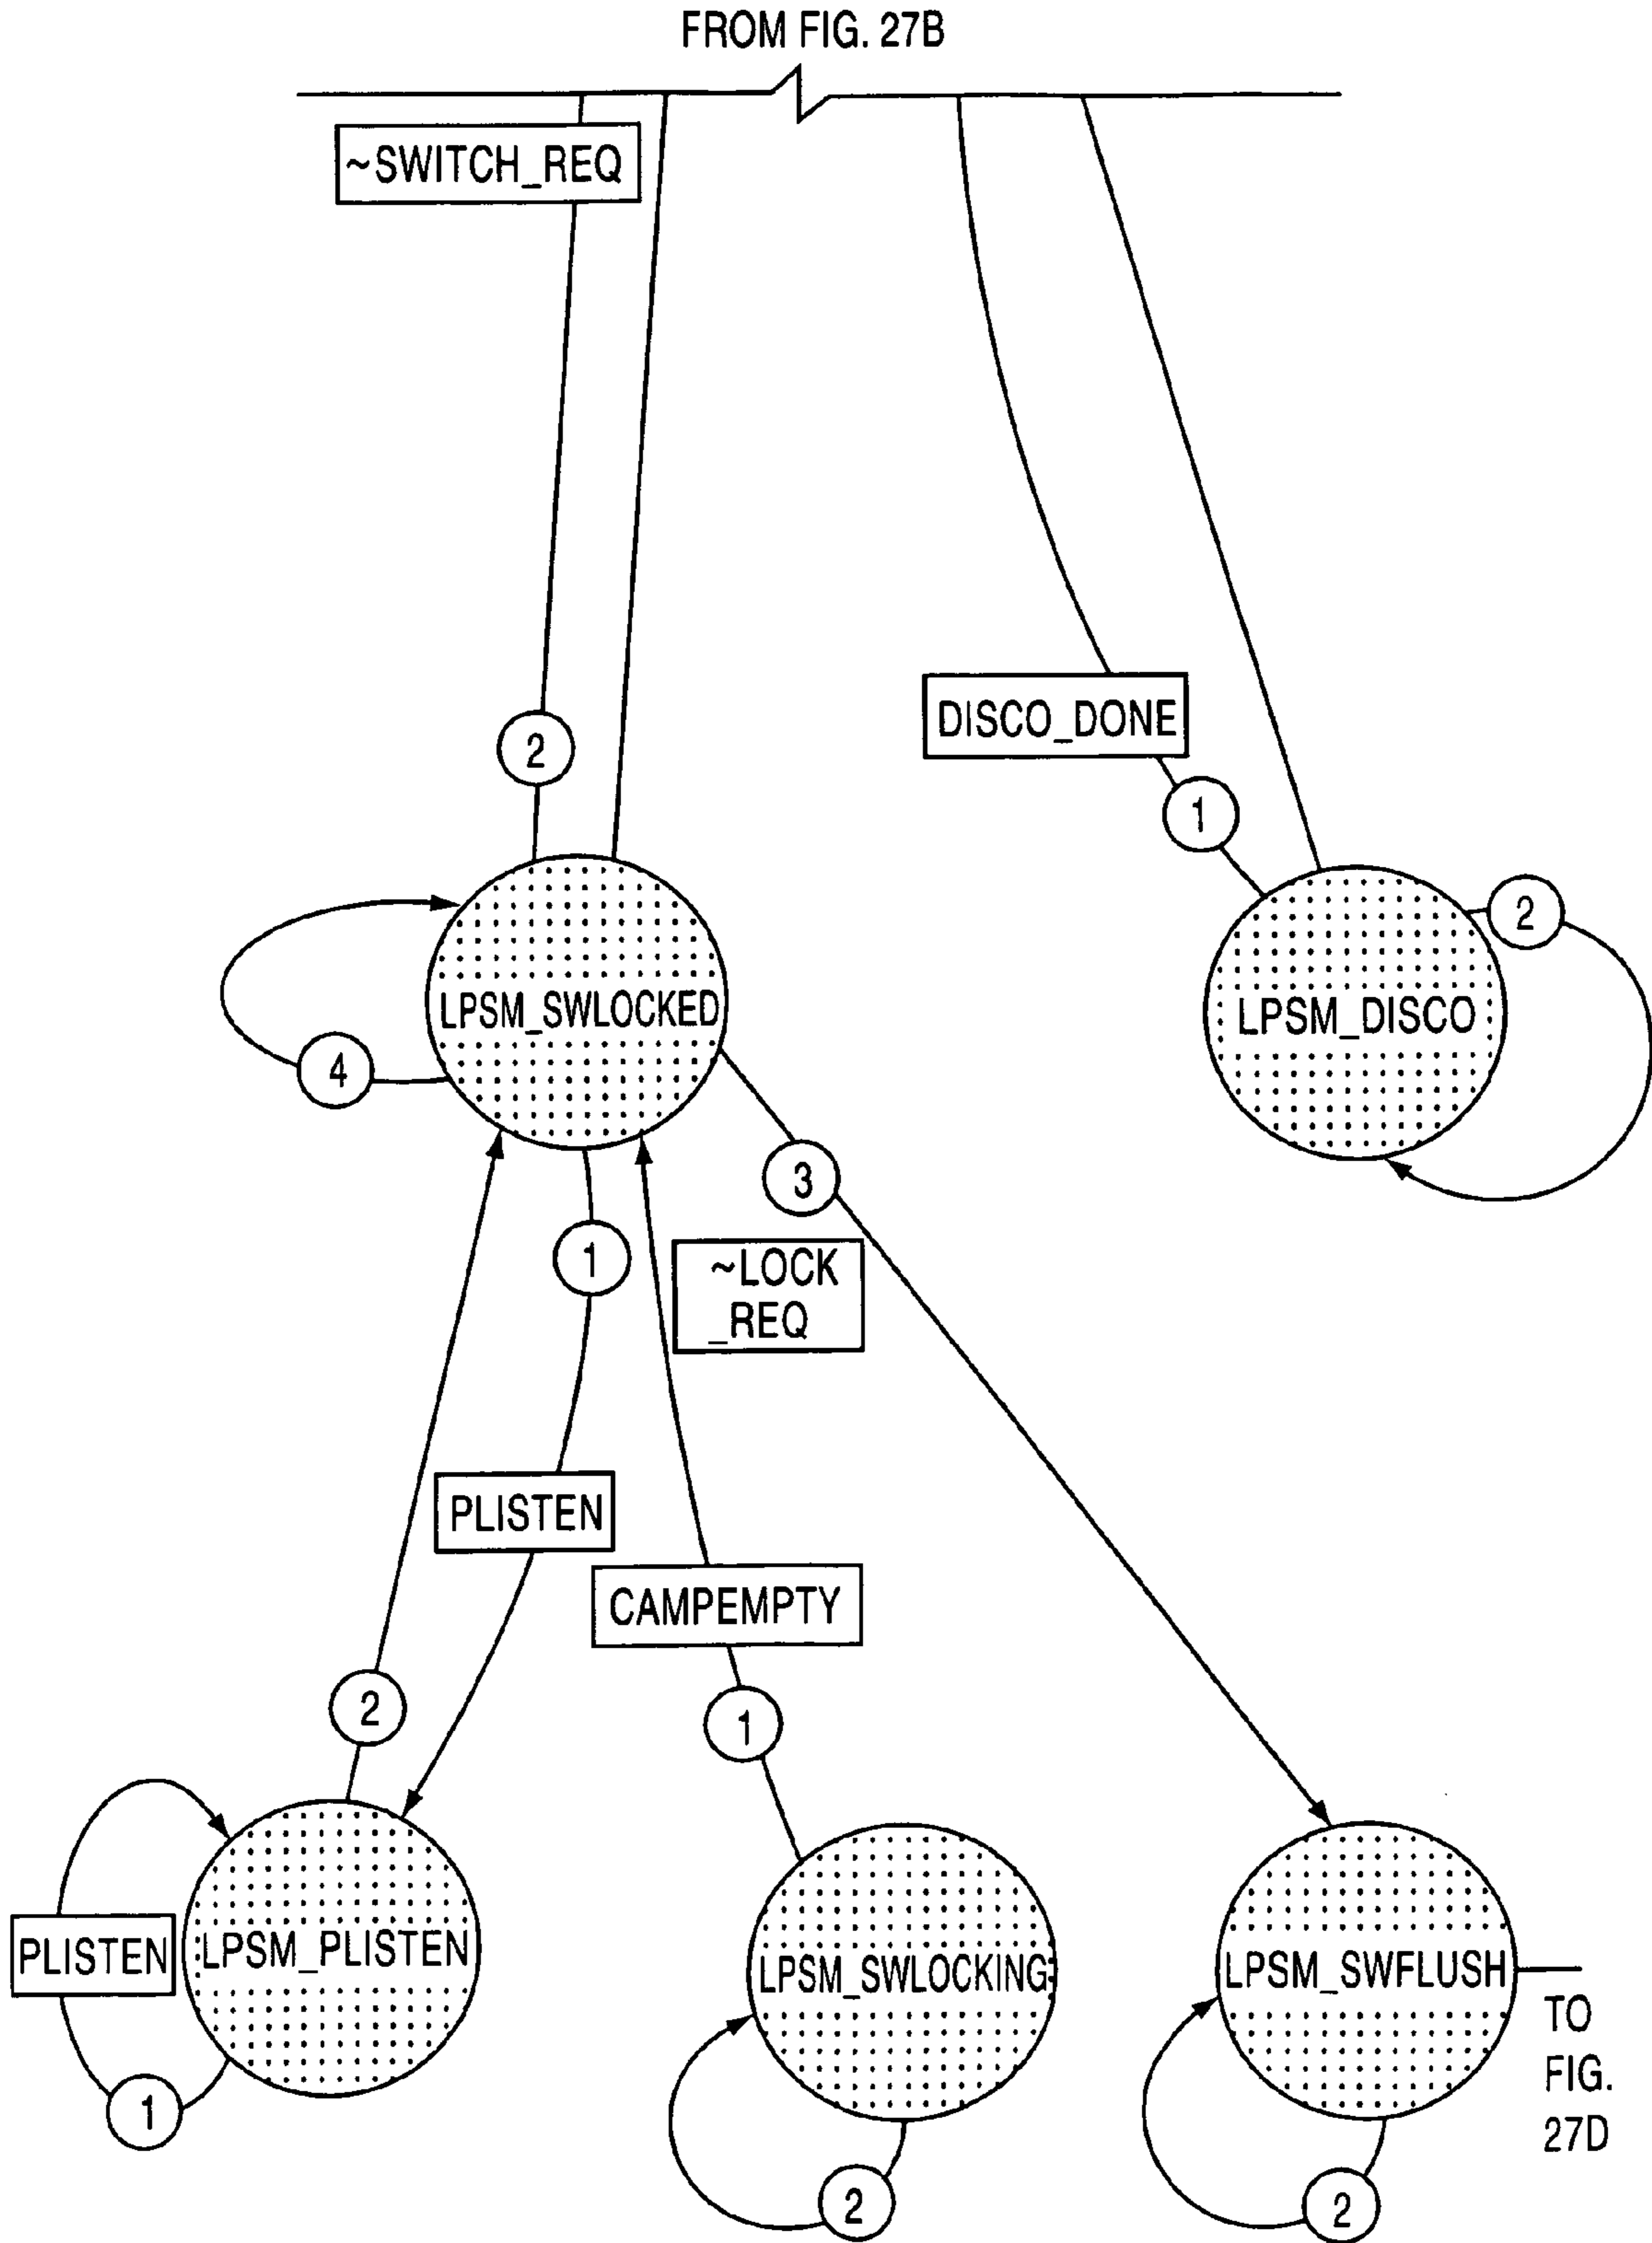 FROM FIG. 27B
~SWITCH_REQ
DISCO_DONE
2
1
2
LPSM_SWLOCKED
LPSM_DISCO
4
3
1
~LOCK
_REQ
PLISTEN
CAMPEMPTY
2
1
PLISTEN
LPSM_PLISTEN
LPSM_SWLOCKING
LPSM_SWFLUSH
TO
FIG.
27D
1
2
2